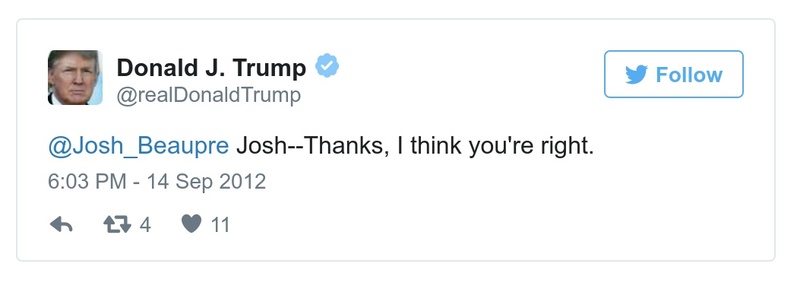 Donald J. Trump
@realDonaldTrump
Follow
@Josh_Beaupre Josh--Thanks, I think you're right.
6:03 PM - 14 Sep 2012
4 11